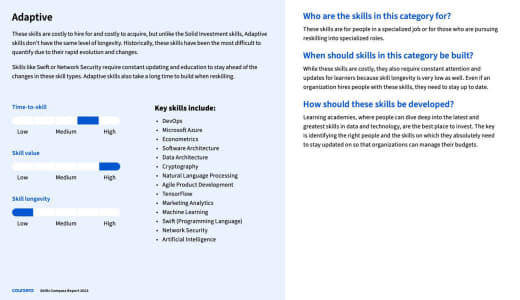 Adaptive
These skills are costly to hire for and costly to acquire, but unlike the Solid Investment skills, Adaptive
skills don't have the same level of longevity. Historically, these skills have been the most difficult to
quantify due to their rapid evolution and changes.
Skills like Swift or Network Security require constant updating and education to stay ahead of the
changes in these skill types. Adaptive skills also take a long time to build when reskilling.
Time-to-skill
Low Medium High
Skill value
Low Medium High
Skill longevity
Low Medium High
Key skills include:
• DevOps
• Microsoft Azure
• Econometrics
• Software Architecture
• Data Architecture
• Cryptography
• Natural Language Processing
• Agile Product Development
• TensorFlow
• Marketing Analytics
• Machine Learning
• Swift (Programming Language)
• Network Security
• Artificial Intelligence
coursera Skills Compass Report 2023
Who are the skills in this category for?
These skills are for people in a specialized job or for those who are pursuing
reskilling into specialized roles.
When should skills in this category be built?
While these skills are costly, they also require constant attention and
updates for learners because skill longevity is very low as well. Even if an
organization hires people with these skills, they need to stay up to date.
How should these skills be developed?
Learning academies, where people can dive deep into the latest and
greatest skills in data and technology, are the best place to invest. The key
is identifying the right people and the skills on which they absolutely need
to stay updated on so that organizations can manage their budgets.